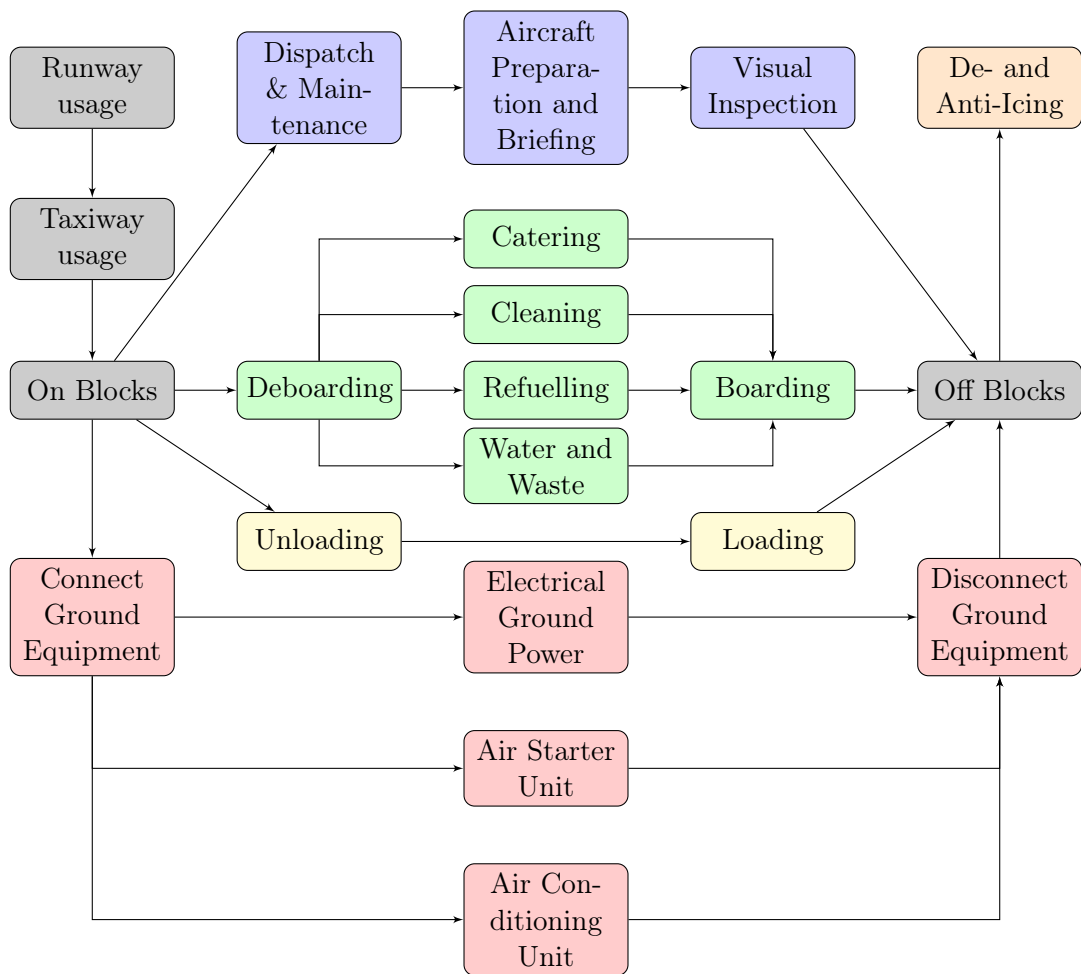 Runway
usage
Dispatch
& Main-
tenance
Aircraft
Prepara-
tion and
Briefing
Visual
Inspection
De- and
Anti-Icing
Taxiway
usage
Catering
Cleaning
On Blocks
Deboarding
Refuelling
Boarding
Off Blocks
Water and
Waste
Unloading
Loading
Connect
Ground
Equipment
Electrical
Ground
Power
Disconnect
Ground
Equipment
Air Starter
Unit
Air Con-
ditioning
Unit